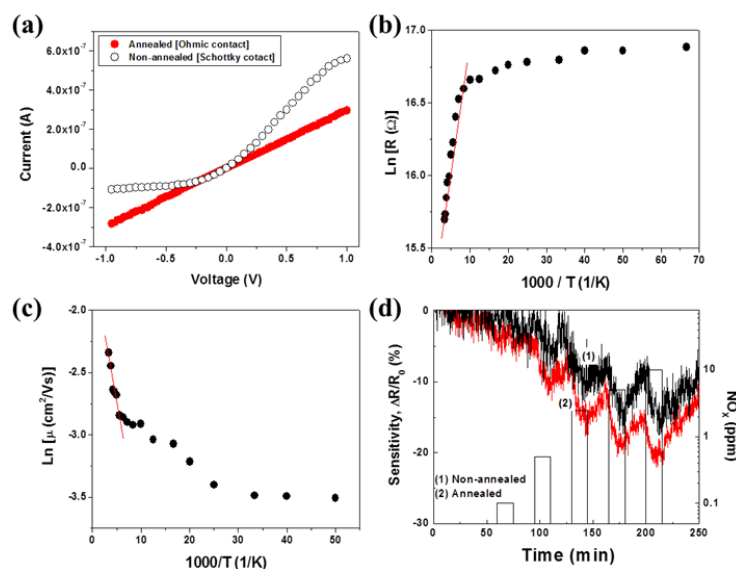 (a)
Annealed [Ohmic contact]
Non-annealed [Schottky cotact]
6.0x10⁻⁷
4.0x10⁻⁷
2.0x10⁻⁷
0.0
-2.0x10⁻⁷
-4.0x10⁻⁷
Current (A)
-1.0
-0.5
0.0
0.5
1.0
Voltage (V)
(b)
17.0
16.5
16.0
15.5
Ln [R (Ω)]
0
10
20
30
40
50
60
70
1000 / T (1/K)
(c)
-2.0
-2.5
-3.0
-3.5
Ln [μ (cm²/Vs)]
0
10
20
30
40
50
60
1000/T (1/K)
(d)
0
-10
-20
-30
Sensitivity, ΔR/R₀ (%)
(1)
(2)
(1) Non-annealed
(2) Annealed
10
1
0.1
NOₓ (ppm)
0
50
100
150
200
250
Time (min)